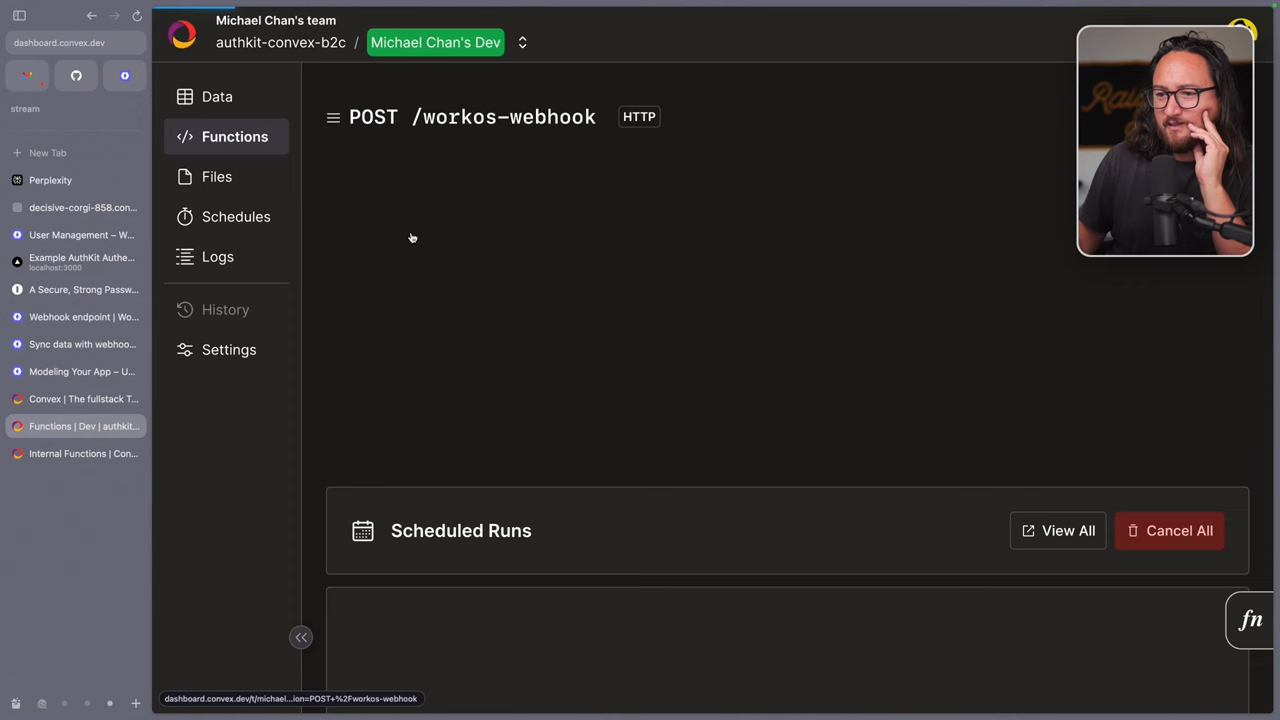 dashboard.convex.dev
stream
New Tab
Perplexity
decisive-corgi-858.con...
User Management – W...
Example AuthKit Authe...
localhost:3000
A Secure, Strong Passw...
Webhook endpoint | Wo...
Sync data with webhoo...
Modeling Your App – U...
Convex | The fullstack T...
Functions | Dev | authkit...
Internal Functions | Con...
Michael Chan's team
authkit-convex-b2c / Michael Chan's Dev
Data
Functions
Files
Schedules
Logs
History
Settings
POST /workos-webhook HTTP
Scheduled Runs
View All
Cancel All
fn
dashboard.convex.dev/t/michael...ion=POST+%2Fworkos-webhook